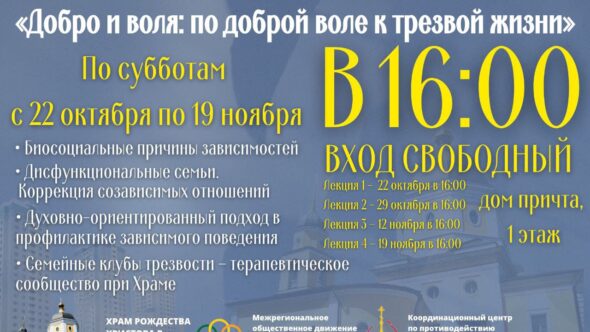 «Добро и воля: по доброй воле к трезвой жизни»
По субботам
с 22 октября по 19 ноября
• Биосоциальные причины зависимостей
• Дисфункциональные семьи.
Коррекция созависимых отношений
• Духовно-ориентированный подход в
профилактике зависимого поведения
• Семейные клубы трезвости – терапевтическое
сообщество при Храме
В 16:00
ВХОД СВОБОДНЫЙ
Лекция 1 – 22 октября в 16:00
Лекция 2 – 29 октября в 16:00
Лекция 3 – 12 ноября в 16:00
Лекция 4 – 19 ноября в 16:00
дом причта,
1 этаж
ХРАМ РОЖДЕСТВА
ХРИСТОВА В
Межрегиональное
общественное движение
Координационный центр
по противодействию